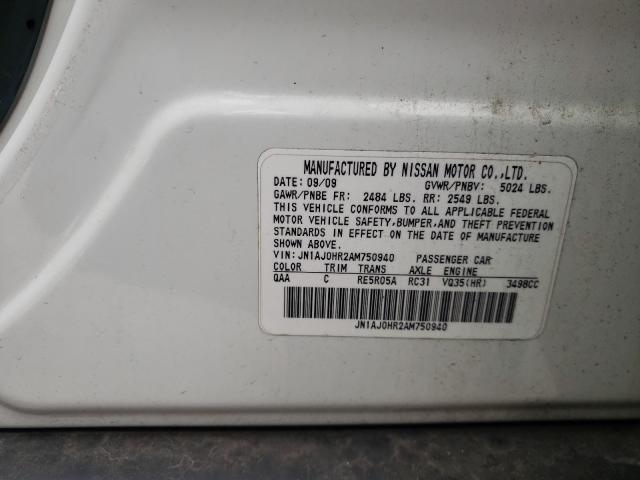 MANUFACTURED BY NISSAN MOTOR CO.,LTD.
DATE: 09/09 GVWR/PNBV: 5024 LBS.
GAWR/PNBE FR: 2484 LBS. RR: 2549 LBS.
THIS VEHICLE CONFORMS TO ALL APPLICABLE FEDERAL
MOTOR VEHICLE SAFETY,BUMPER,AND THEFT PREVENTION
STANDARDS IN EFFECT ON THE DATE OF MANUFACTURE
SHOWN ABOVE.
VIN:JN1AJ0HR2AM750940 PASSENGER CAR
COLOR TRIM TRANS AXLE ENGINE
QAA C RE5R05A RC31 VQ35(HR) 3498CC
JN1AJ0HR2AM750940